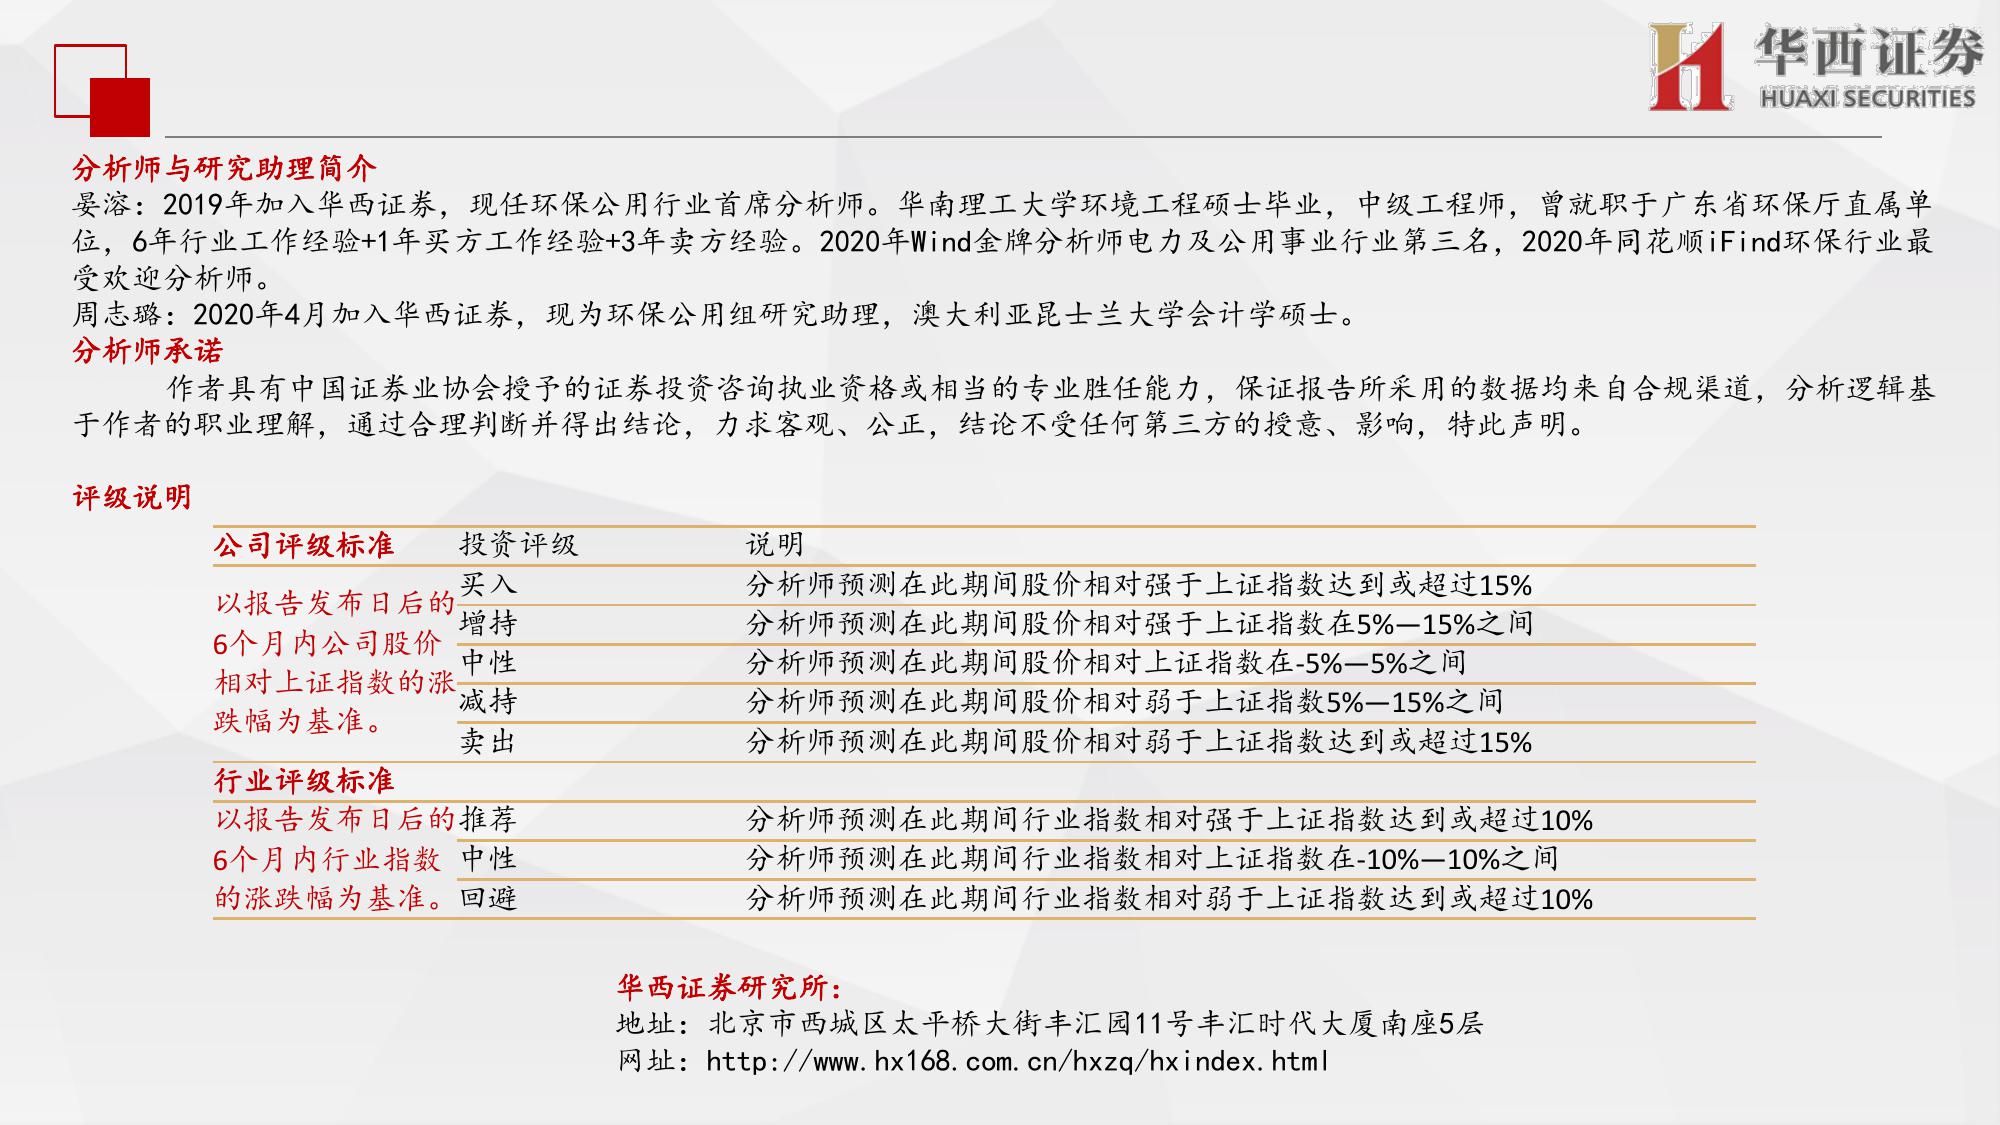 华西证券
HUAXI SECURITIES
分析师与研究助理简介
晏溶：2019年加入华西证券，现任环保公用行业首席分析师。华南理工大学环境工程硕士毕业，中级工程师，曾就职于广东省环保厅直属单
位，6年行业工作经验+1年买方工作经验+3年卖方经验。2020年Wind金牌分析师电力及公用事业行业第三名，2020年同花顺iFind环保行业最
受欢迎分析师。
周志璐：2020年4月加入华西证券，现为环保公用组研究助理，澳大利亚昆士兰大学会计学硕士。
分析师承诺
作者具有中国证券业协会授予的证券投资咨询执业资格或相当的专业胜任能力，保证报告所采用的数据均来自合规渠道，分析逻辑基
于作者的职业理解，通过合理判断并得出结论，力求客观、公正，结论不受任何第三方的授意、影响，特此声明。
评级说明
公司评级标准 投资评级 说明
以报告发布日后的
6个月内公司股价
相对上证指数的涨
跌幅为基准。
买入 分析师预测在此期间股价相对强于上证指数达到或超过15%
增持 分析师预测在此期间股价相对强于上证指数在5%—15%之间
中性 分析师预测在此期间股价相对上证指数在-5%—5%之间
减持 分析师预测在此期间股价相对弱于上证指数5%—15%之间
卖出 分析师预测在此期间股价相对弱于上证指数达到或超过15%
行业评级标准
以报告发布日后的
6个月内行业指数
的涨跌幅为基准。
推荐 分析师预测在此期间行业指数相对强于上证指数达到或超过10%
中性 分析师预测在此期间行业指数相对上证指数在-10%—10%之间
回避 分析师预测在此期间行业指数相对弱于上证指数达到或超过10%
华西证券研究所：
地址：北京市西城区太平桥大街丰汇园11号丰汇时代大厦南座5层
网址：http://www.hx168.com.cn/hxzq/hxindex.html